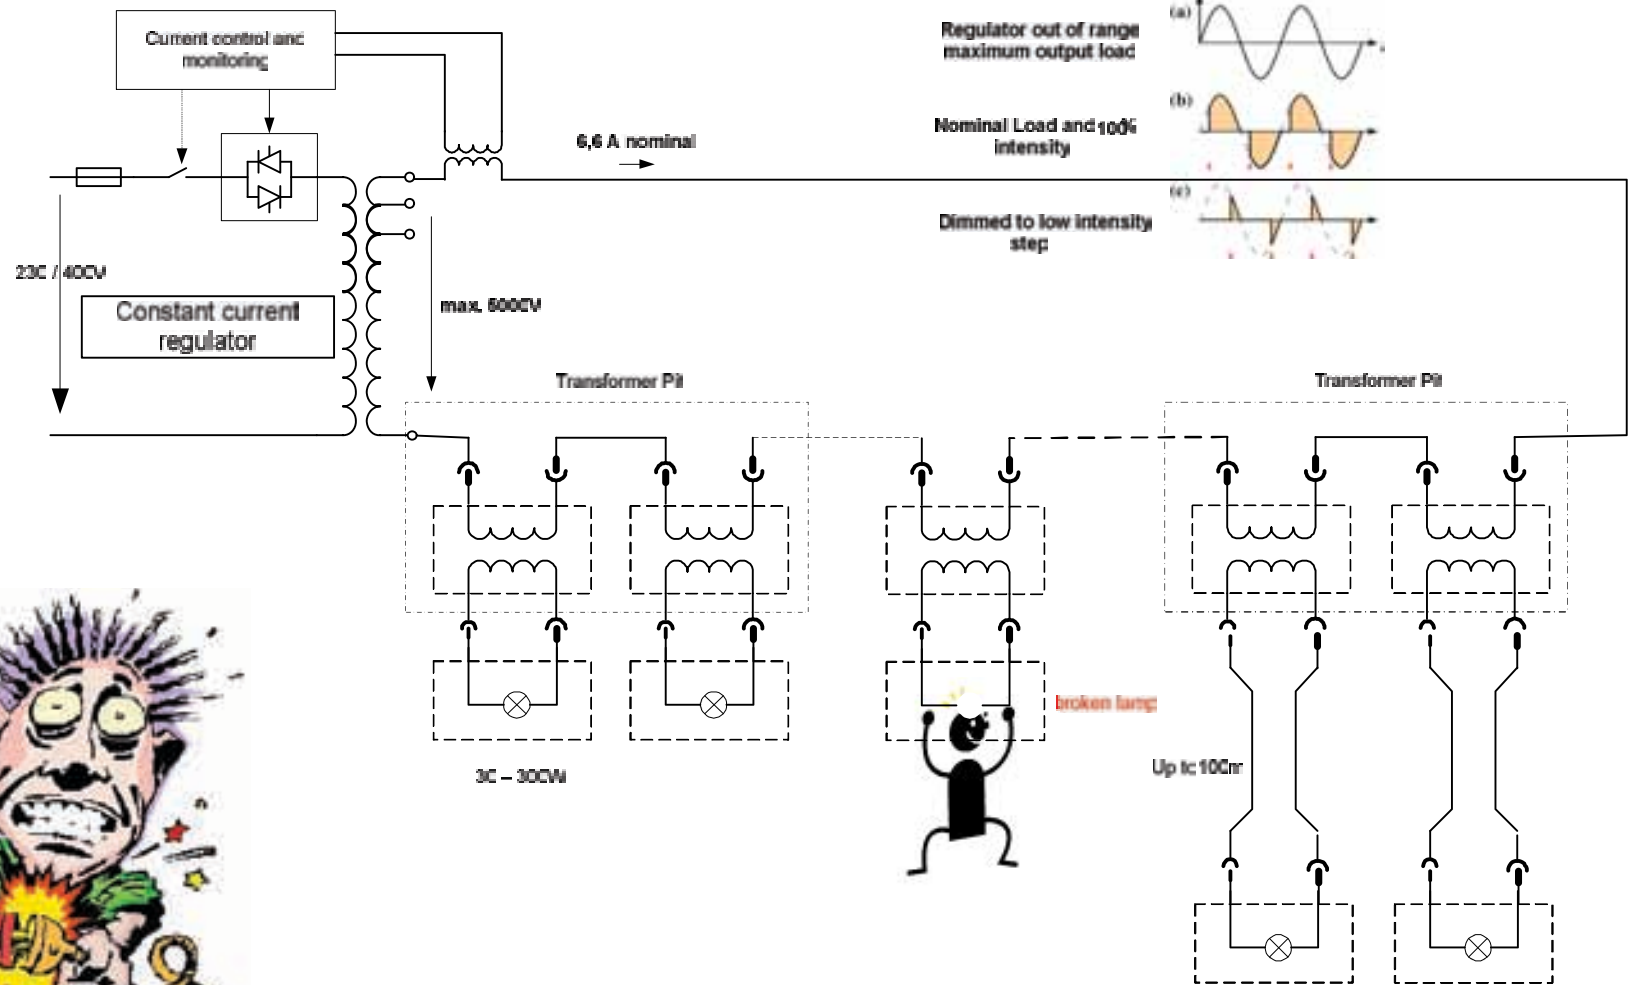 Current control and
monitoring
Regulator out of range
maximum output load
(a)
Nominal Load and 100%
intensity
(b)
6,6 A nominal
Dimmed to low intensity
step
(c)
230 / 400V
Constant current
regulator
max. 5000V
Transformer Pit
Transformer Pit
broken lamp
30 – 300W
Up to 100m